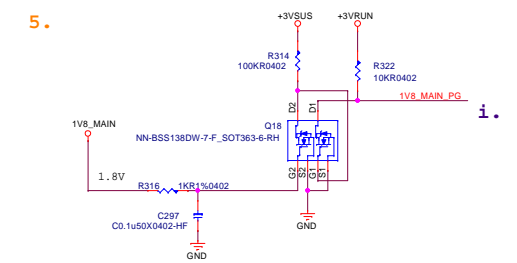 5.
+3VSUS
+3VRUN
R314
100KR0402
R322
10KR0402
1V8_MAIN_PG
i.
D2
D1
Q18
NN-BSS138DW-7-F_SOT363-6-RH
1V8_MAIN
G2
S2
G1
S1
1.8V
R316
1KR1%0402
C297
C0.1u50X0402-HF
GND
GND